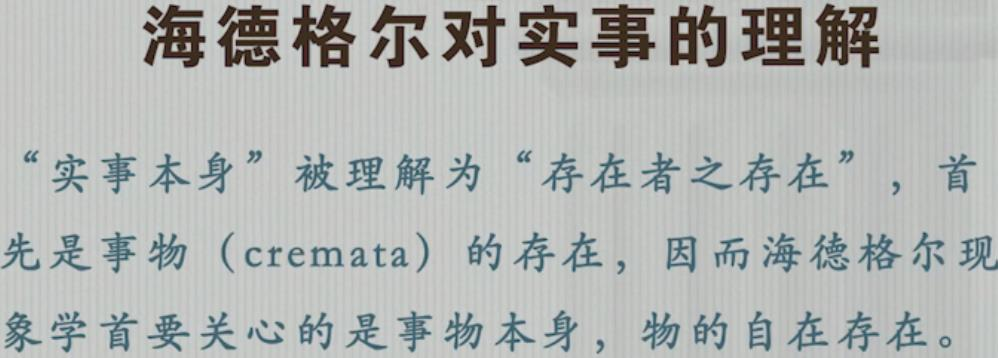 海德格尔对实事的理解
“实事本身”被理解为“存在者之存在”，首
先是事物（cremata）的存在，因而海德格尔现
象学首要关心的是事物本身，物的自在存在。